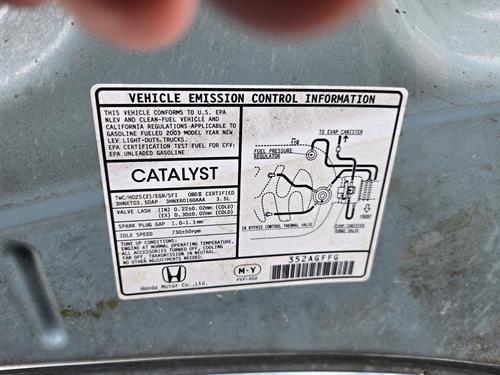 VEHICLE EMISSION CONTROL INFORMATION
THIS VEHICLE CONFORMS TO U.S. EPA
NLEV AND CLEAN-FUEL VEHICLE AND
CALIFORNIA REGULATIONS APPLICABLE TO
GASOLINE FUELED 2003 MODEL YEAR NEW
LEV LIGHT-DUTY TRUCKS.
EPA CERTIFICATION TEST FUEL FOR CFV:
EPA UNLEADED GASOLINE
CATALYST
TWC/HO2S(2)/EGR/SFI OBDⅡ CERTIFIED
3HNXT03.5DAP 3HNXR0160AAA 3.5L
VALVE LASH (IN) 0.22±0.02mm (COLD)
(EX) 0.30±0.02mm (COLD)
SPARK PLUG GAP 1.0-1.1mm
IDLE SPEED 730±50rpm
ENGINE AT NORMAL OPERATING TEMPERATURE.
ALL ACCESSORIES TURNED OFF. COOLING
FAN OFF. TRANSMISSION IN NEUTRAL.
NO OTHER ADJUSTMENTS NEEDED.
Honda Motor Co.,Ltd.
M-Y
PVF-A50
TO EVAP CANISTER
FUEL PRESSURE
REGULATOR
FRONT
IA BYPASS CONTROL THERMAL VALVE
EVAP CANISTER
PURGE VALVE
352AGFFG